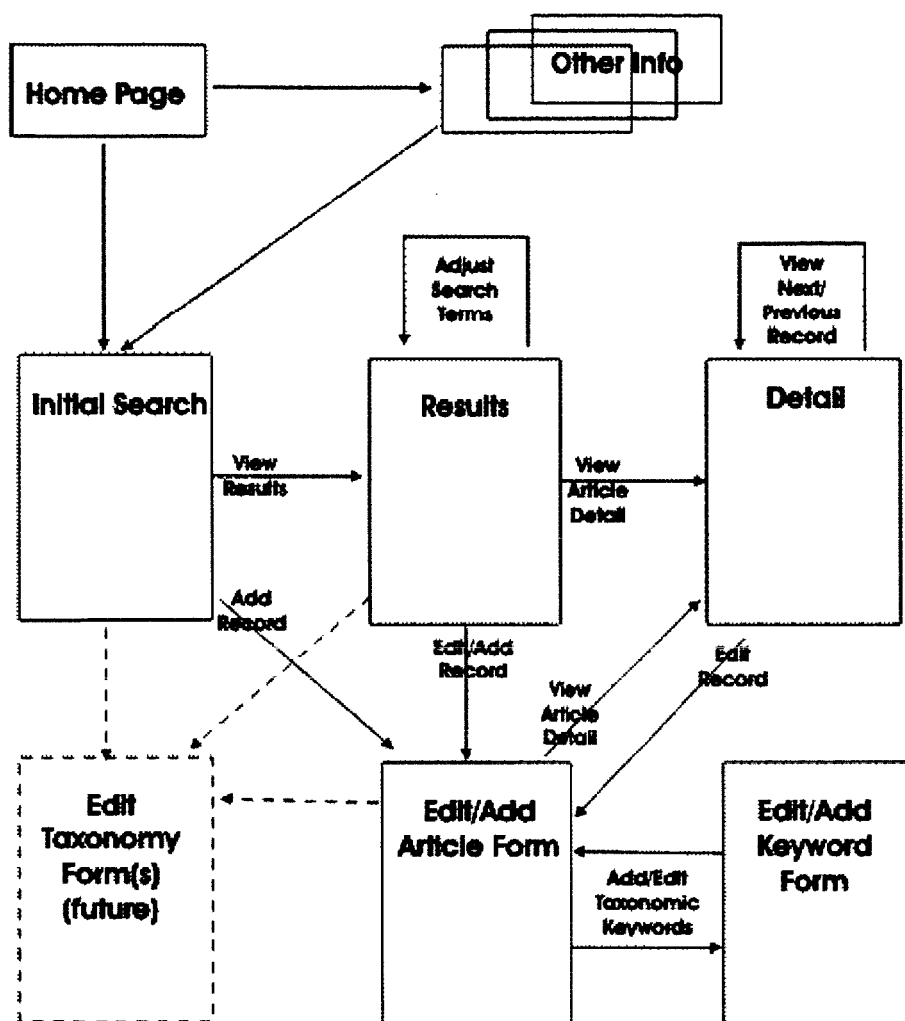 Other Info
Home Page
Adjust
Search
Terms
View
Next/
Previous
Record
Initial Search
Results
Detail
View
Results
View
Article
Detail
Add
Record
Edit/Add
Record
View
Article
Detail
Edit
Record
Edit
Taxonomy
Form(s)
(future)
Edit/Add
Article Form
Edit/Add
Keyword
Form
Add/Edit
Taxonomic
Keywords